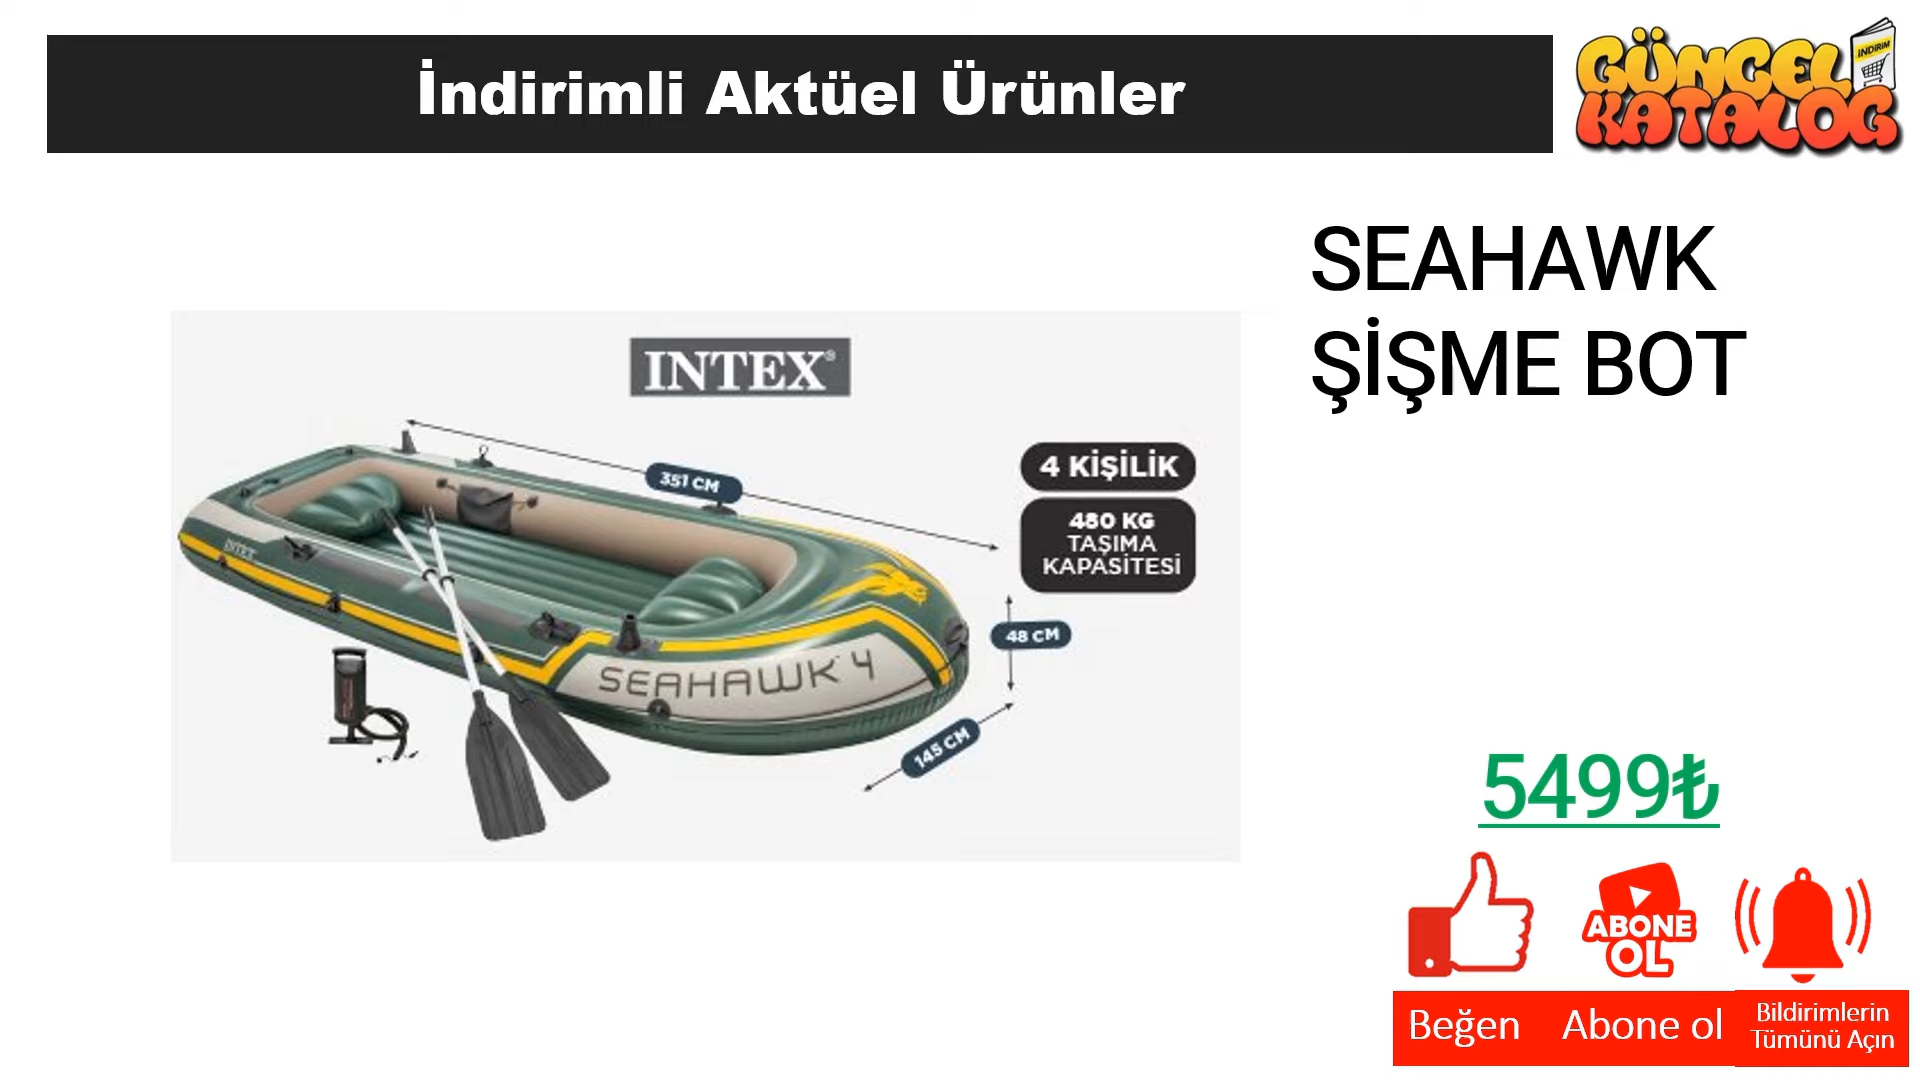 İndirimli Aktüel Ürünler
GÜNCEL
KATALOG
İNDİRİM
SEAHAWK
ŞİŞME BOT
INTEX®
351 CM
4 KİŞİLİK
480 KG
TAŞIMA
KAPASİTESİ
INTEX
48 CM
SEAHAWK 4
145 CM
5499₺
ABONE
OL
Beğen
Abone ol
Bildirimlerin
Tümünü Açın